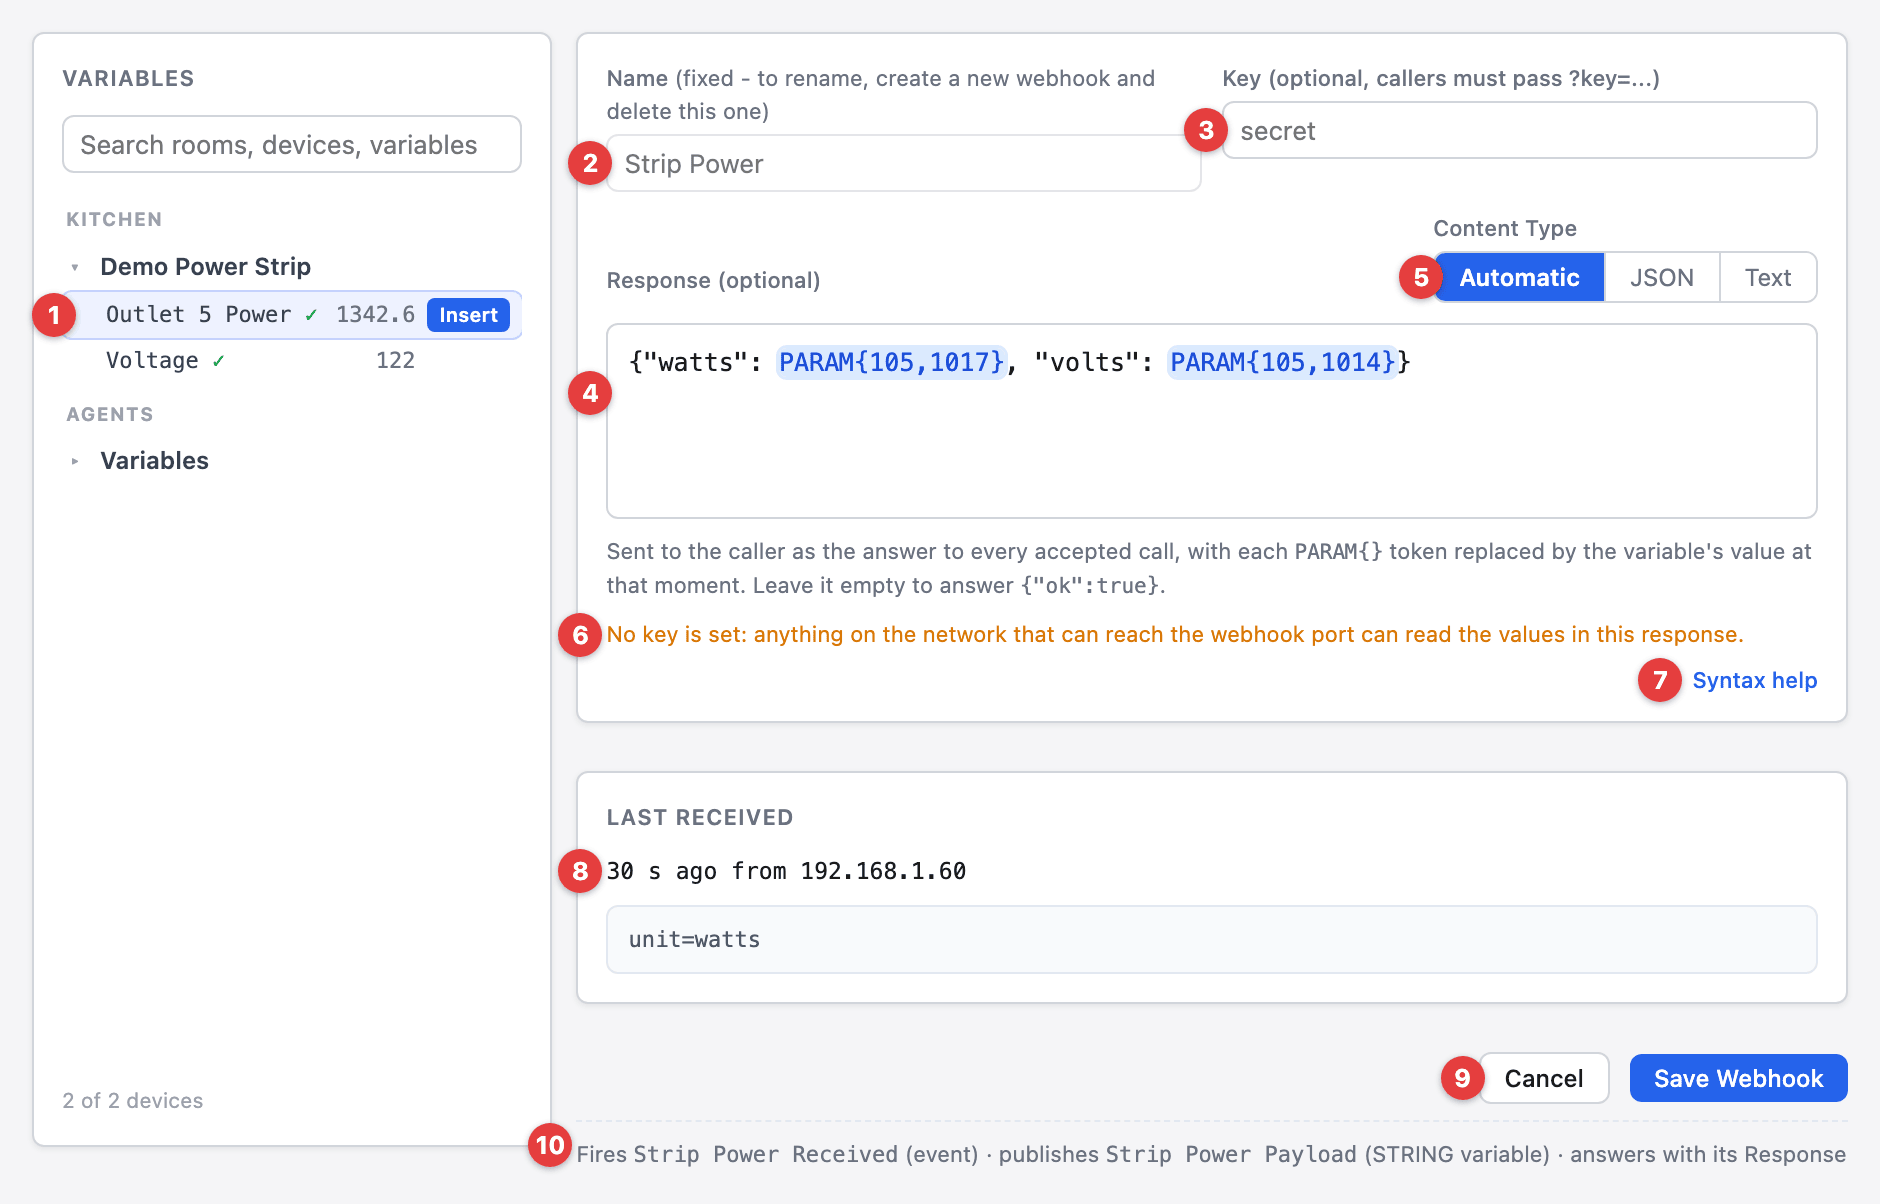 VARIABLES
Search rooms, devices, variables
KITCHEN
Demo Power Strip
1 Outlet 5 Power ✓ 1342.6 Insert
Voltage ✓ 122
AGENTS
Variables
2 of 2 devices
Name (fixed - to rename, create a new webhook and
delete this one)
2 Strip Power
Key (optional, callers must pass ?key=...)
3 secret
Content Type
Response (optional)
5 Automatic JSON Text
4 {"watts": PARAM{105,1017}, "volts": PARAM{105,1014}}
Sent to the caller as the answer to every accepted call, with each PARAM{} token replaced by the variable's value at
that moment. Leave it empty to answer {"ok":true}.
6 No key is set: anything on the network that can reach the webhook port can read the values in this response.
7 Syntax help
LAST RECEIVED
8 30 s ago from 192.168.1.60
unit=watts
9 Cancel Save Webhook
10 Fires Strip Power Received (event) · publishes Strip Power Payload (STRING variable) · answers with its Response